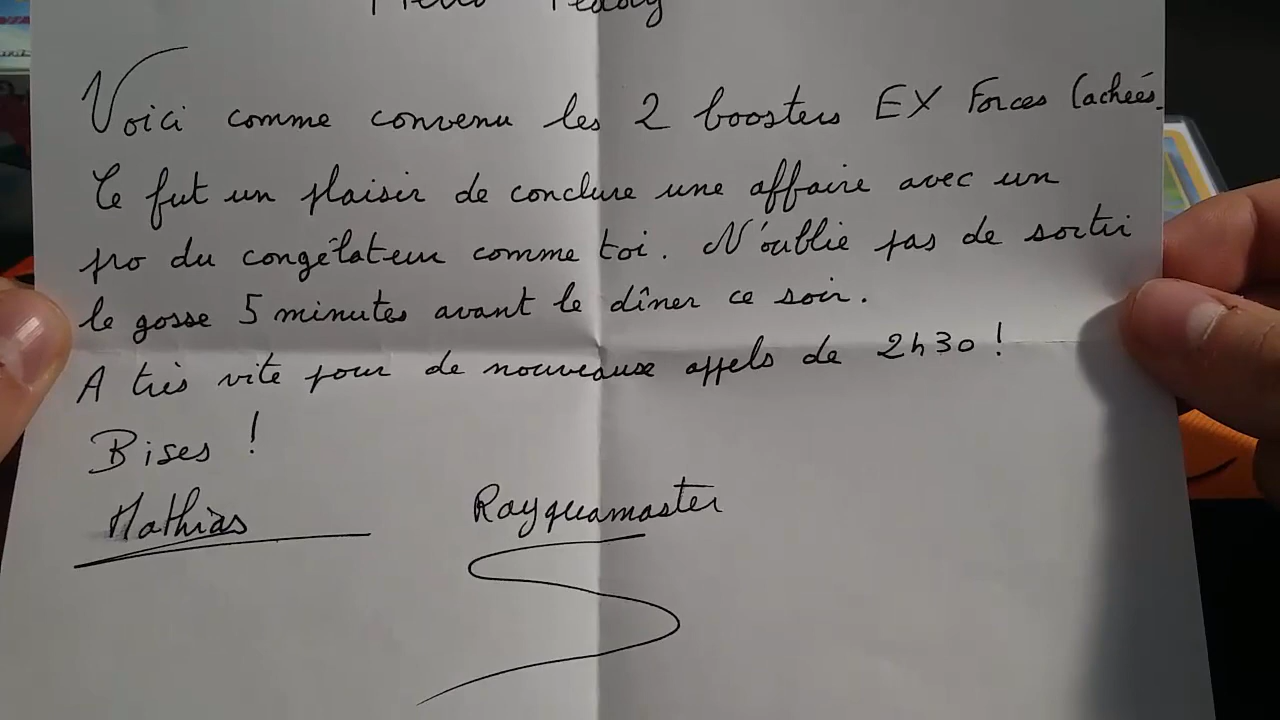 Hello Teddy
Voici comme convenu les 2 boosters EX Forces Cachées.
Ce fut un plaisir de conclure une affaire avec un
pro du congélateur comme toi. N'oublie pas de sortir
le gosse 5 minutes avant le dîner ce soir.
A très vite pour de nouveaux appels de 2h30 !
Bises !
Mathias Rayquamaster